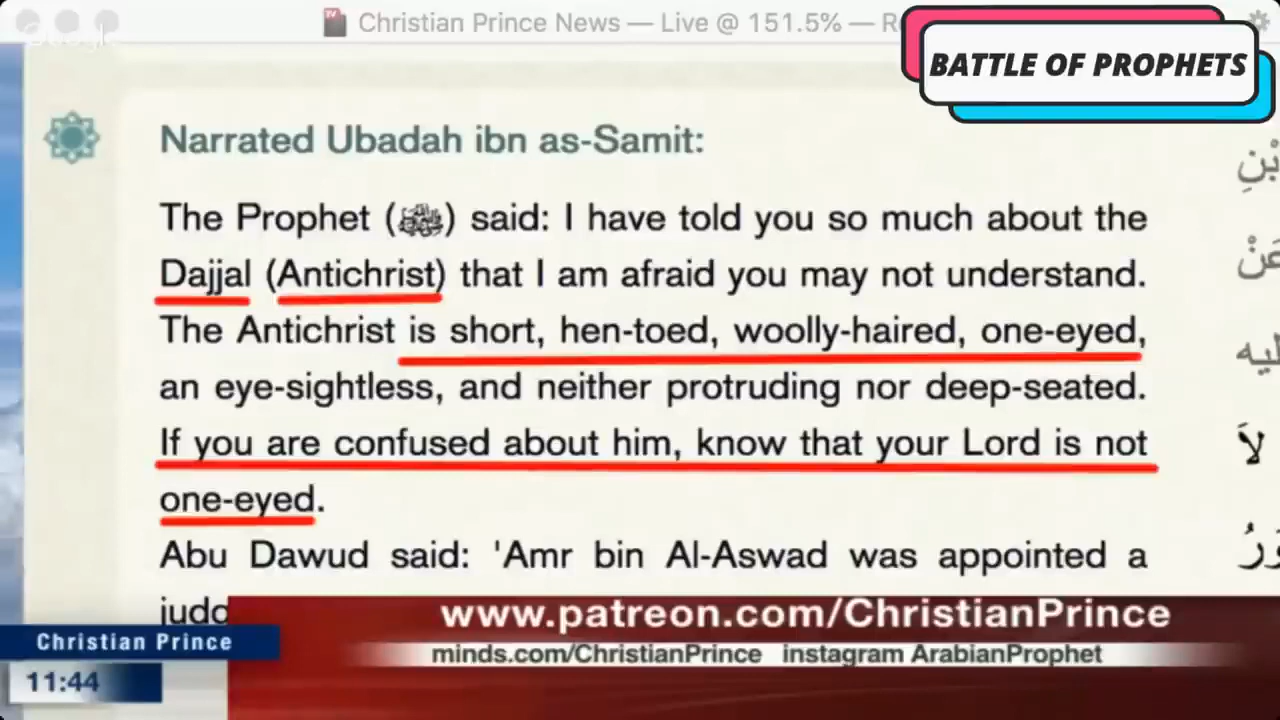 Christian Prince News — Live @ 151.5% — R
BATTLE OF PROPHETS
Google
Narrated Ubadah ibn as-Samit:
The Prophet (ﷺ) said: I have told you so much about the
Dajjal (Antichrist) that I am afraid you may not understand.
The Antichrist is short, hen-toed, woolly-haired, one-eyed,
an eye-sightless, and neither protruding nor deep-seated.
If you are confused about him, know that your Lord is not
one-eyed.
Abu Dawud said: 'Amr bin Al-Aswad was appointed a
بْنِ
عَنْ
لاَ
www.patreon.com/ChristianPrince
Christian Prince
minds.com/ChristianPrince instagram ArabianProphet
11:44